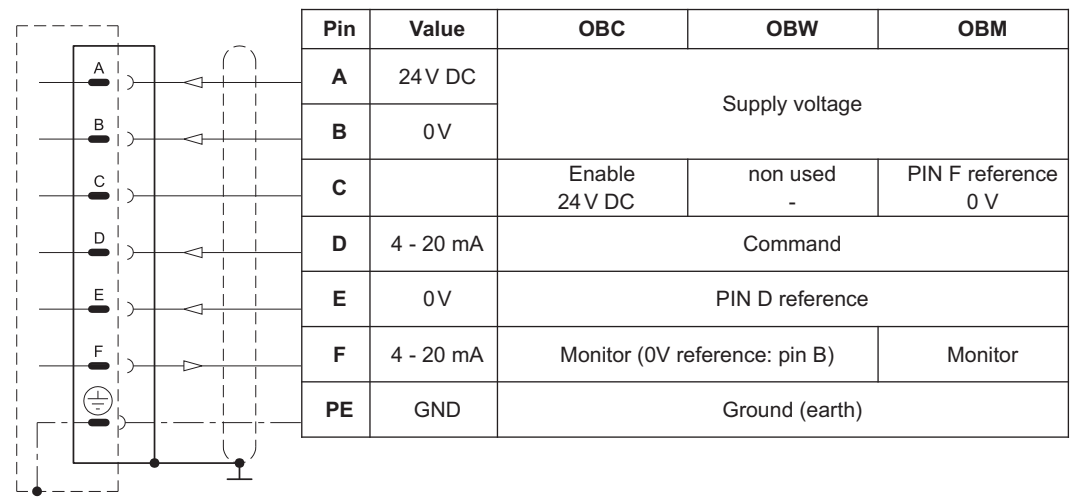 Pin Value OBC OBW OBM
A A 24 V DC
Supply voltage
B B 0 V
C C Enable non used PIN F reference
24 V DC - 0 V
D D 4 - 20 mA Command
E E 0 V PIN D reference
F F 4 - 20 mA Monitor (0V reference: pin B) Monitor
PE GND Ground (earth)